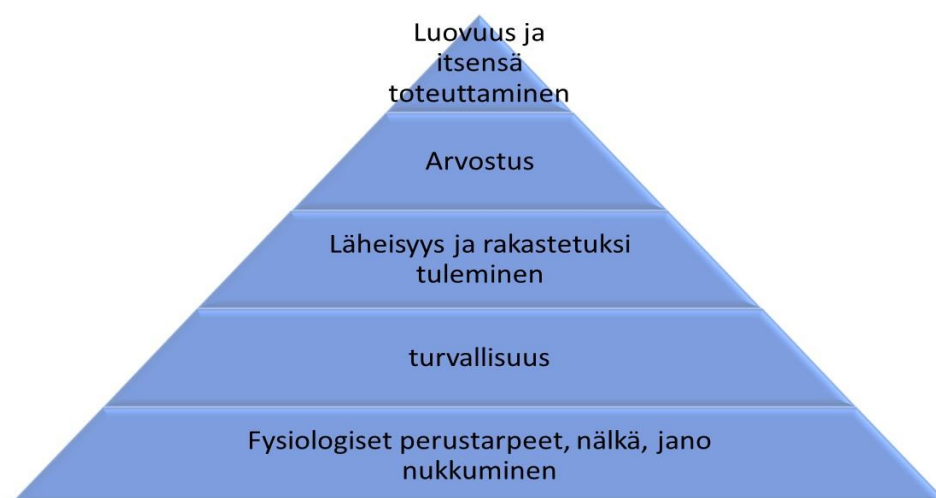 Luovuus ja
itsensä
toteuttaminen
Arvostus
Läheisyys ja rakastetuksi
tuleminen
turvallisuus
Fysiologiset perustarpeet, nälkä, jano
nukkuminen